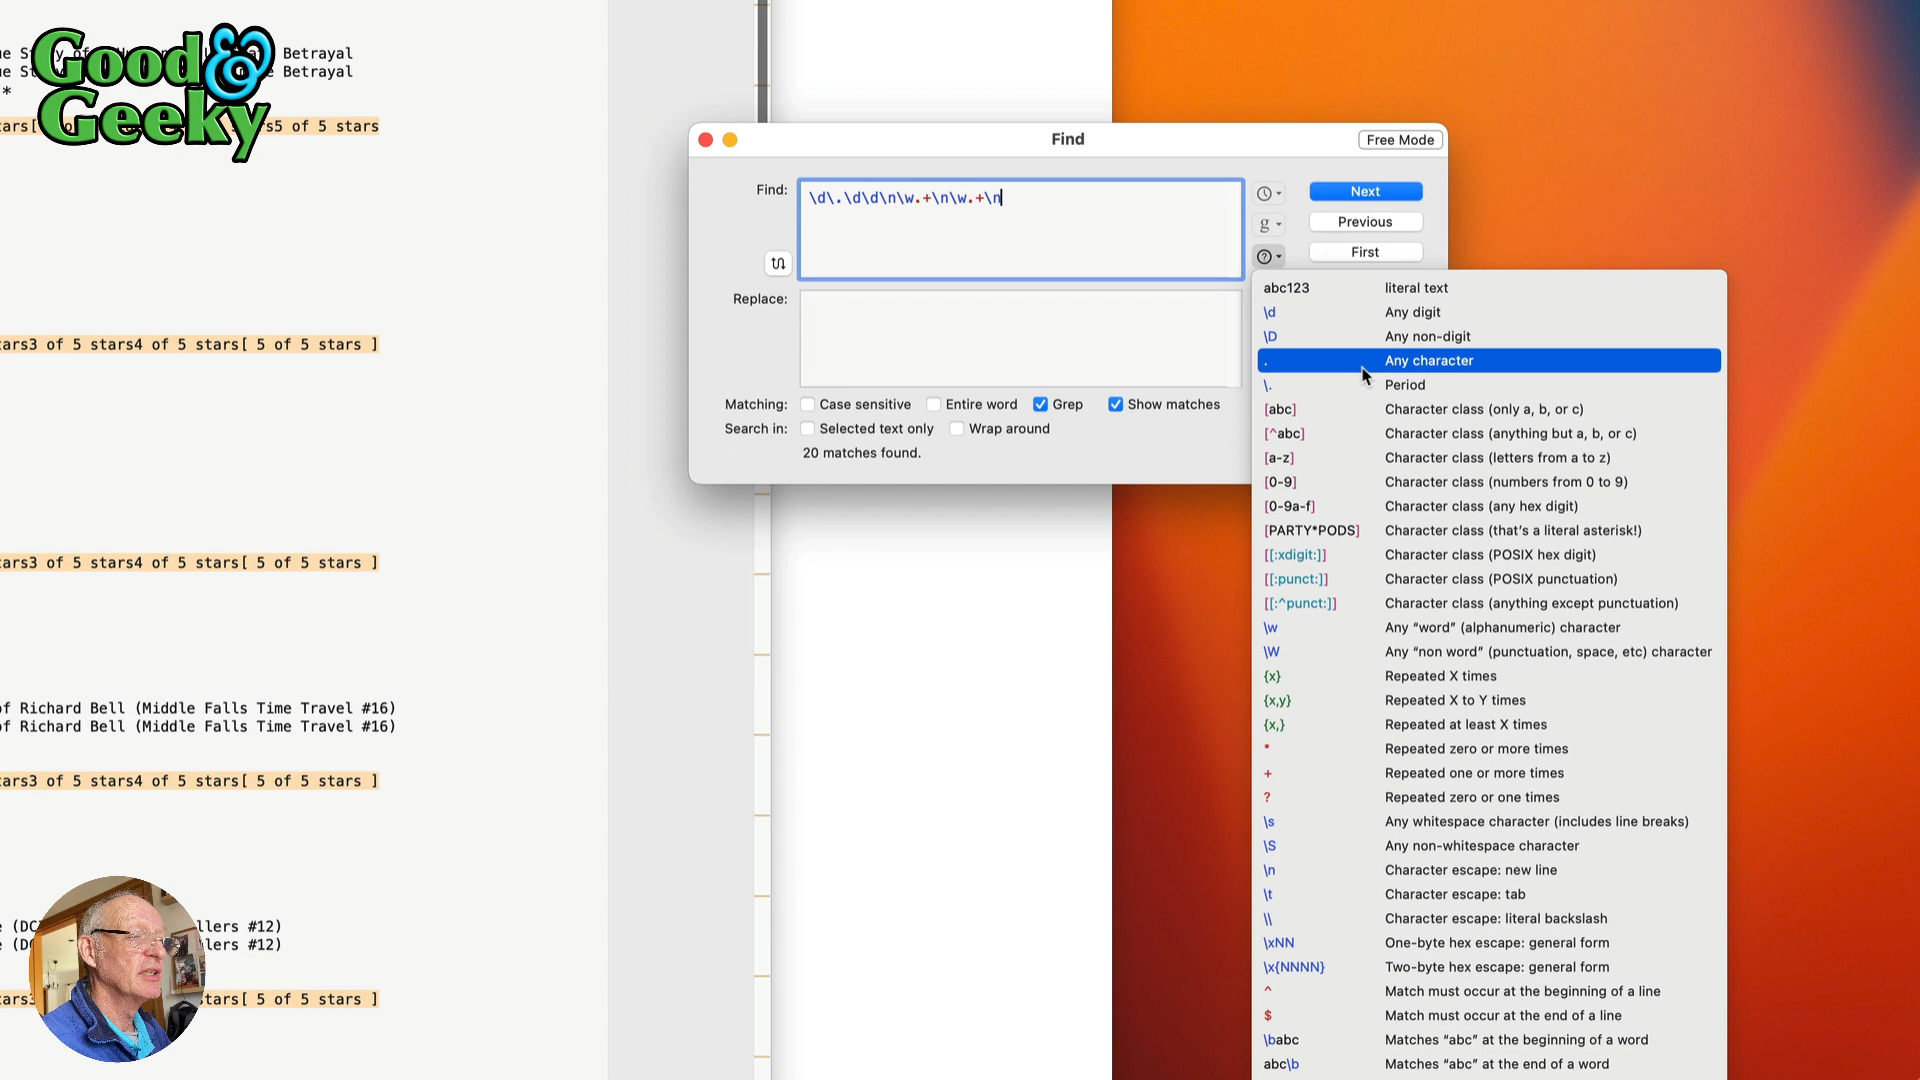 Good &
Geeky
Betrayal
Betrayal
*
5 of 5 stars
ars3 of 5 stars4 of 5 stars[ 5 of 5 stars ]
ars3 of 5 stars4 of 5 stars[ 5 of 5 stars ]
of Richard Bell (Middle Falls Time Travel #16)
of Richard Bell (Middle Falls Time Travel #16)
ars3 of 5 stars4 of 5 stars[ 5 of 5 stars ]
llers #12)
lers #12)
stars[ 5 of 5 stars ]
Find
Free Mode
Find:
\d\.\d\d\n\w.+\n\w.+\n
g
Next
Previous
First
Replace:
Matching: Case sensitive Entire word Grep Show matches
Search in: Selected text only Wrap around
20 matches found.
abc123 literal text
\d Any digit
\D Any non-digit
. Any character
\. Period
[abc] Character class (only a, b, or c)
[^abc] Character class (anything but a, b, or c)
[a-z] Character class (letters from a to z)
[0-9] Character class (numbers from 0 to 9)
[0-9a-f] Character class (any hex digit)
[PARTY*PODS] Character class (that’s a literal asterisk!)
[[:xdigit:]] Character class (POSIX hex digit)
[[:punct:]] Character class (POSIX punctuation)
[[:^punct:]] Character class (anything except punctuation)
\w Any “word” (alphanumeric) character
\W Any “non word” (punctuation, space, etc) character
{x} Repeated X times
{x,y} Repeated X to Y times
{x,} Repeated at least X times
* Repeated zero or more times
+ Repeated one or more times
? Repeated zero or one times
\s Any whitespace character (includes line breaks)
\S Any non-whitespace character
\n Character escape: new line
\t Character escape: tab
\\ Character escape: literal backslash
\xNN One-byte hex escape: general form
\x{NNNN} Two-byte hex escape: general form
^ Match must occur at the beginning of a line
$ Match must occur at the end of a line
\babc Matches “abc” at the beginning of a word
abc\b Matches “abc” at the end of a word